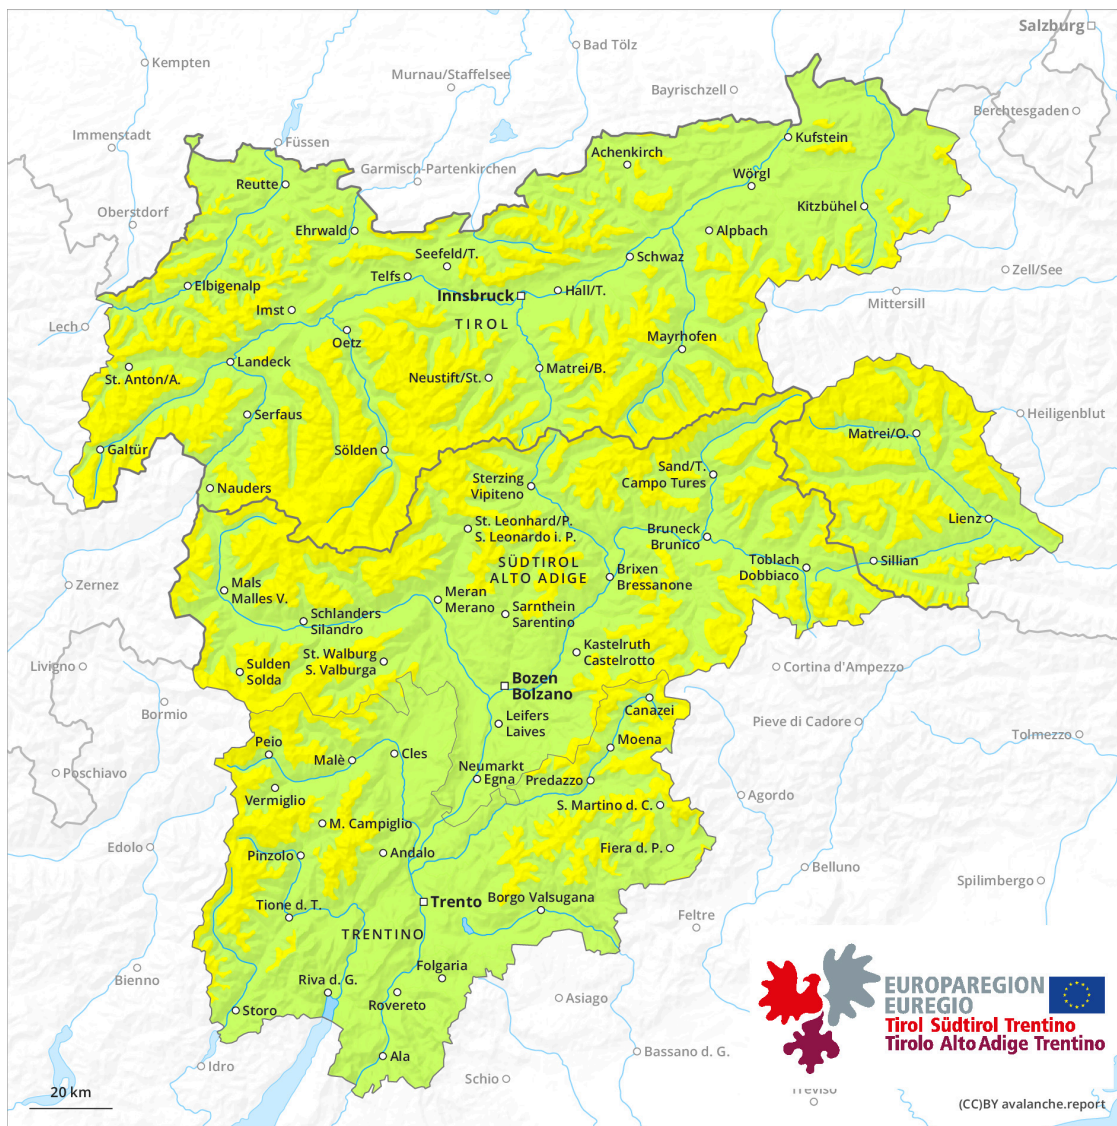 Salzburg
Bad Tölz
Kempten
Murnau/Staffelsee
Bayrischzell
Berchtesgaden
Immenstadt
Füssen
Kufstein
Achenkirch
Garmisch-Partenkirchen
Wörgl
Reutte
Kitzbühel
Oberstdorf
Ehrwald
Alpbach
Seefeld/T.
Schwaz
Zell/See
Telfs
Elbigenalp
Hall/T.
Innsbruck
Mittersill
Imst
TIROL
Lech
Oetz
Mayrhofen
Landeck
Matrei/B.
St. Anton/A.
Neustift/St.
Serfaus
Heiligenblut
Matrei/O.
Galtür
Sölden
Sand/T.
Campo Tures
Sterzing
Vipiteno
Nauders
Lienz
St. Leonhard/P.
S. Leonardo i. P.
Bruneck
Brunico
SÜDTIROL
ALTO ADIGE
Toblach
Dobbiaco
Sillian
Brixen
Bressanone
Zernez
Mals
Malles V.
Meran
Merano
Schlanders
Silandro
Sarnthein
Sarentino
Kastelruth
Castelrotto
St. Walburg
S. Valburga
Livigno
Sulden
Solda
Cortina d'Ampezzo
Bozen
Bolzano
Bormio
Canazei
Leifers
Laives
Pieve di Cadore
Tolmezzo
Moena
Peio
Malè
Cles
Poschiavo
Neumarkt
Egna
Predazzo
Vermiglio
Agordo
S. Martino d. C.
M. Campiglio
Edolo
Pinzolo
Andalo
Fiera d. P.
Belluno
Spilimbergo
Trento
Borgo Valsugana
Tione d. T.
Feltre
TRENTINO
Folgaria
Bienno
Riva d. G.
EUROPAREGION
EUREGIO
Tirol Südtirol Trentino
Tirolo Alto Adige Trentino
Asiago
Rovereto
Storo
Ala
Bassano d. G.
Idro
Schio
Treviso
20 km
(CC)BY avalanche.report